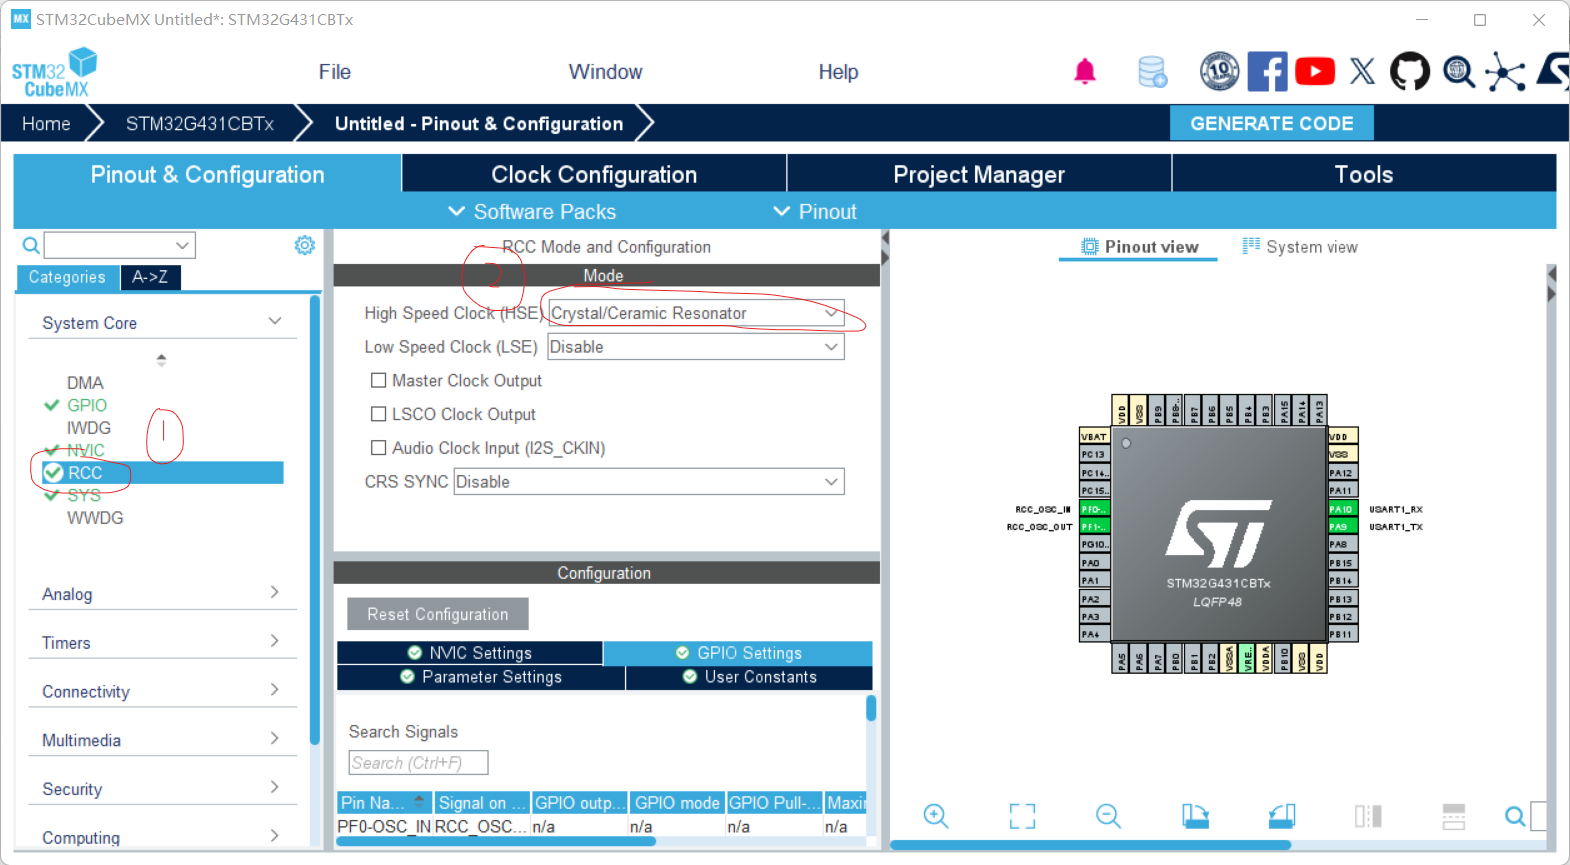 MX STM32CubeMX Untitled*: STM32G431CBTx
STM32 CubeMX
File Window Help
10
Home STM32G431CBTx Untitled - Pinout & Configuration GENERATE CODE
Pinout & Configuration Clock Configuration Project Manager Tools
Software Packs Pinout
Categories A->Z
System Core
DMA
GPIO
IWDG
NVIC
RCC
SYS
WWDG
Analog
Timers
Connectivity
Multimedia
Security
Computing
1
2
RCC Mode and Configuration
Mode
High Speed Clock (HSE) Crystal/Ceramic Resonator
Low Speed Clock (LSE) Disable
Master Clock Output
LSCO Clock Output
Audio Clock Input (I2S_CKIN)
CRS SYNC Disable
Configuration
Reset Configuration
NVIC Settings GPIO Settings
Parameter Settings User Constants
Search Signals
Search (Ctrl+F)
Pin Na... Signal on ... GPIO outp... GPIO mode GPIO Pull-... Maxi
PF0-OSC_IN RCC_OSC... n/a n/a n/a n/a
Pinout view System view
VDD VSS PB9 PB8-.. PB7 PB6 PB5 PB4 PB3 PA15 PA14 PA13
VBAT VDD
PC13 VSS
PC14.. PA12
PC15.. PA11
RCC_OSC_IN PF0-.. PA10 USART1_RX
RCC_OSC_OUT PF1-.. PA9 USART1_TX
PG10.. PA8
PA0 PB15
PA1 PB14
PA2 PB13
PA3 PB12
PA4 PB11
ST
STM32G431CBTx
LQFP48
PA5 PA6 PA7 PB0 PB1 PB2 VSSA VRE.. VDDA PB10 VSS VDD